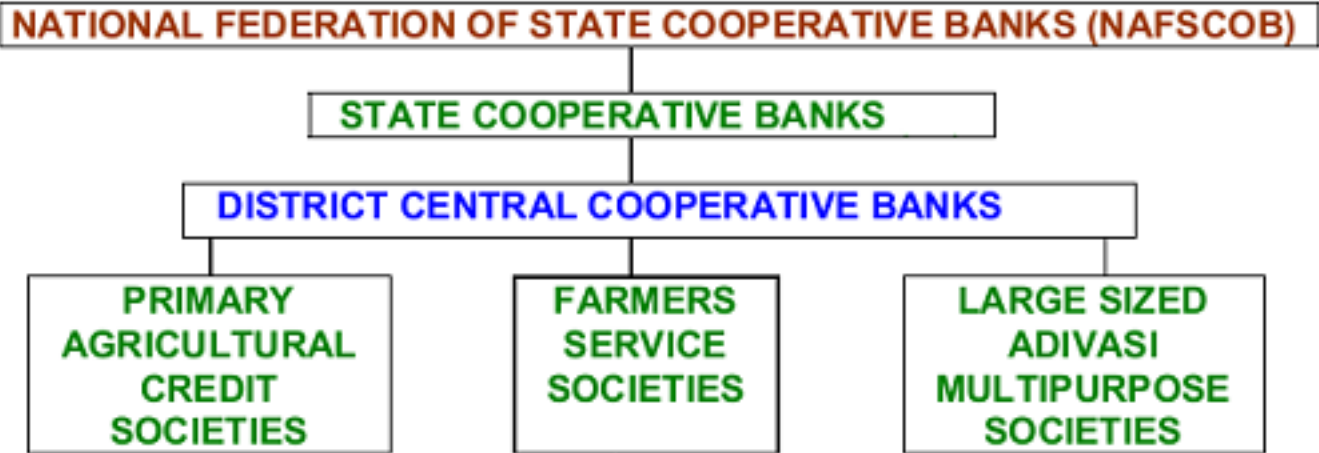 NATIONAL FEDERATION OF STATE COOPERATIVE BANKS (NAFSCOB)
STATE COOPERATIVE BANKS
DISTRICT CENTRAL COOPERATIVE BANKS
PRIMARY
AGRICULTURAL
CREDIT
SOCIETIES
FARMERS
SERVICE
SOCIETIES
LARGE SIZED
ADIVASI
MULTIPURPOSE
SOCIETIES